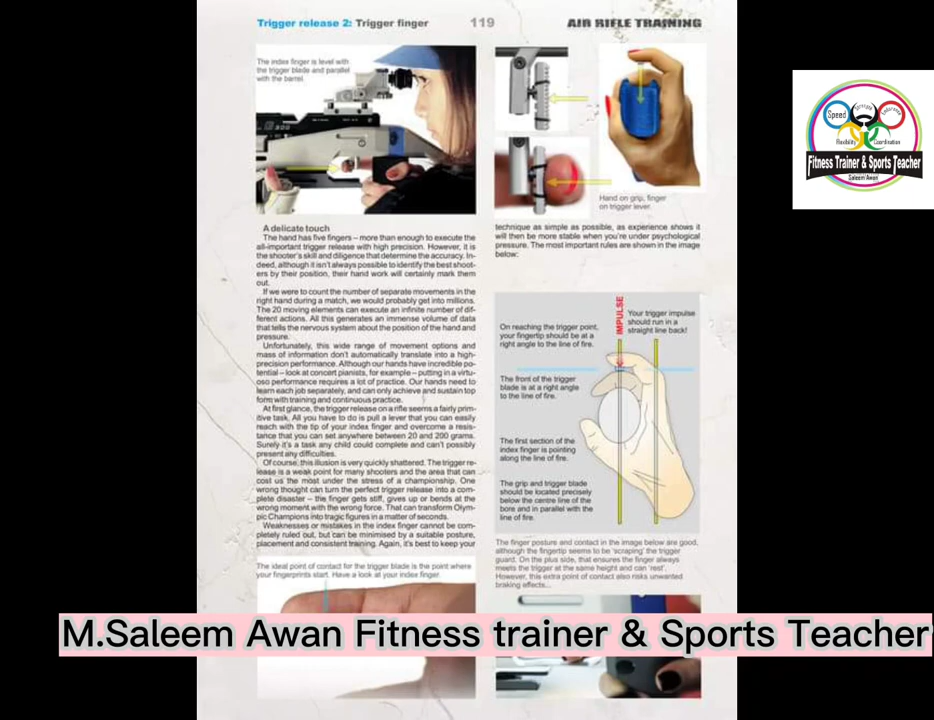 Trigger release 2: Trigger finger
119
AIR RIFLE TRAINING
The index finger is level with
the trigger blade and parallel
with the barrel.
Hand on grip, finger
on trigger lever.
A delicate touch
The hand has five fingers – more than enough to execute the
all-important trigger release with high precision. However, it is
the shooter's skill and diligence that determine the accuracy. In-
deed, although it isn't always possible to identify the best shoot-
ers by their position, their hand work will certainly mark them
out.
If we were to count the number of separate movements in the
right hand during a match, we would probably get into millions.
The 20 moving elements can execute an infinite number of dif-
ferent actions. All this generates an immense volume of data
that tells the nervous system about the position of the hand and
pressure.
Unfortunately, this wide range of movement options and
mass of information don't automatically translate into a high-
precision performance. Although our hands have incredible po-
tential – look at concert pianists, for example – putting in a virtu-
oso performance requires a lot of practice. Our hands need to
learn each job separately, and can only achieve and sustain top
form with training and continuous practice.
At first glance, the trigger release on a rifle seems a fairly prim-
itive task. All you have to do is pull a lever that you can easily
reach with the tip of your index finger and overcome a resis-
tance that you can set anywhere between 20 and 200 grams.
Surely it's a task any child could complete and can't possibly
present any difficulties.
Of course, this illusion is very quickly shattered. The trigger re-
lease is a weak point for many shooters and the area that can
cost us the most under the stress of a championship. One
wrong thought can turn the perfect trigger release into a com-
plete disaster – the finger gets stiff, gives up or bends at the
wrong moment with the wrong force. That can transform Olym-
pic Champions into tragic figures in a matter of seconds.
Weaknesses or mistakes in the index finger cannot be com-
pletely ruled out, but can be minimised by a suitable posture,
placement and consistent training. Again, it's best to keep your
technique as simple as possible, as experience shows it
will then be more stable when you're under psychological
pressure. The most important rules are shown in the image
below:
IMPULSE
Your trigger impulse
should run in a
straight line back!
On reaching the trigger point,
your fingertip should be at a
right angle to the line of fire.
The front of the trigger
blade is at a right angle
to the line of fire.
The first section of the
index finger is pointing
along the line of fire.
The grip and trigger blade
should be located precisely
below the centre line of the
bore and in parallel with the
line of fire.
The finger posture and contact in the image below are good,
although the fingertip seems to be 'scraping' the trigger
guard. On the plus side, that ensures the finger always
meets the trigger at the same height and can 'rest'.
However, this extra point of contact also risks unwanted
braking effects...
The ideal point of contact for the trigger blade is the point where
your fingerprints start. Have a look at your index finger.
Speed
Strength
Endurance
Flexibility
Coordination
Fitness Trainer & Sports Teacher
Saleem Awan
M.Saleem Awan Fitness trainer & Sports Teacher